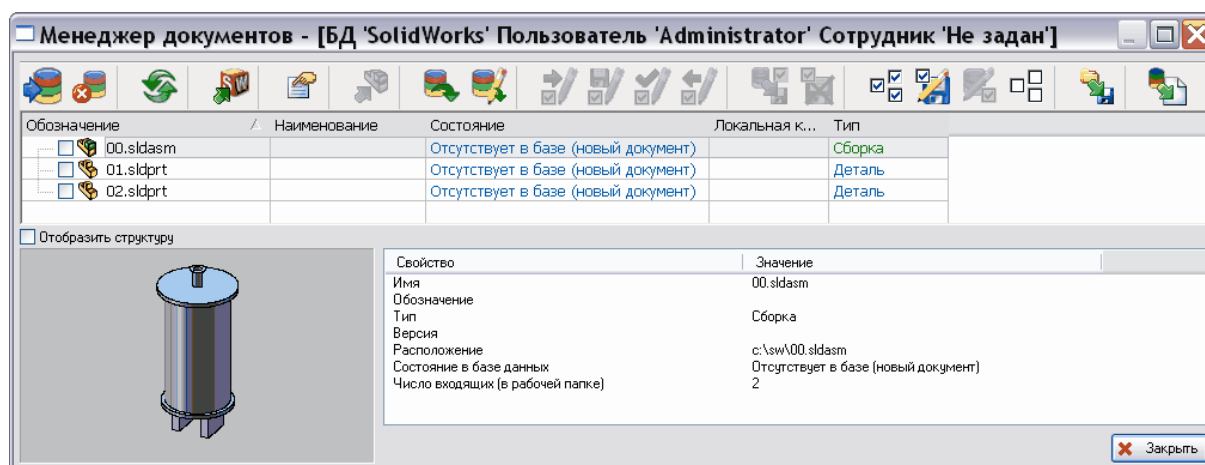 Менеджер документов - [БД 'SolidWorks' Пользователь 'Administrator' Сотрудник 'Не задан']
Обозначение Наименование Состояние Локальная к... Тип
00.sldasm Отсутствует в базе (новый документ) Сборка
01.sldprt Отсутствует в базе (новый документ) Деталь
02.sldprt Отсутствует в базе (новый документ) Деталь
Отобразить структуру
Свойство Значение
Имя 00.sldasm
Обозначение
Тип Сборка
Версия
Расположение c:\sw\00.sldasm
Состояние в базе данных Отсутствует в базе (новый документ)
Число входящих (в рабочей папке) 2
Закрыть